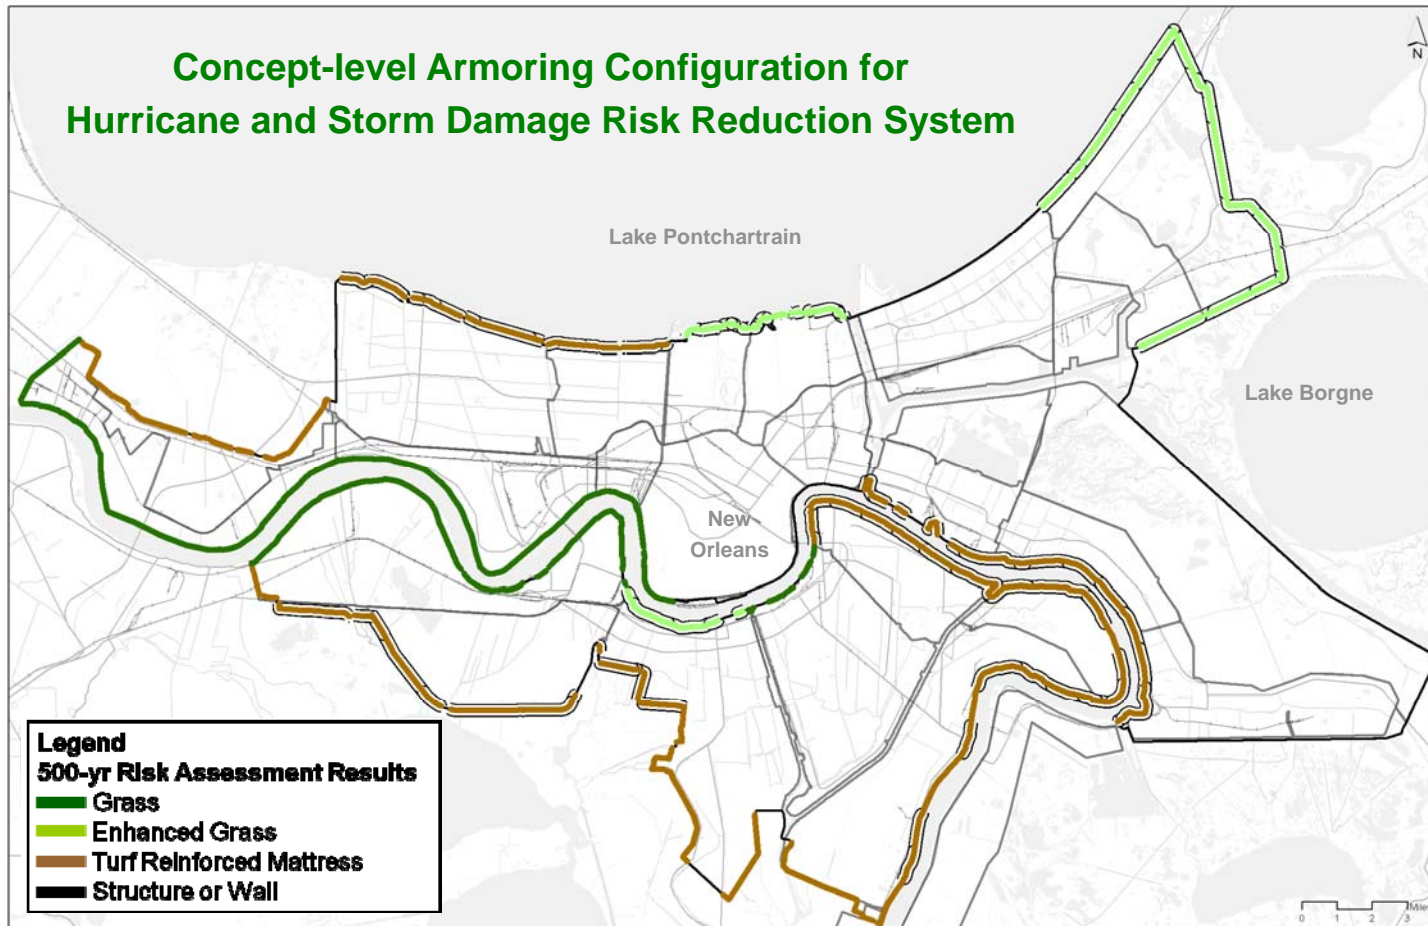 Concept-level Armoring Configuration for
Hurricane and Storm Damage Risk Reduction System
N
Lake Pontchartrain
Lake Borgne
New
Orleans
Legend
500-yr Risk Assessment Results
Grass
Enhanced Grass
Turf Reinforced Mattress
Structure or Wall
Miles
0 1 2 3